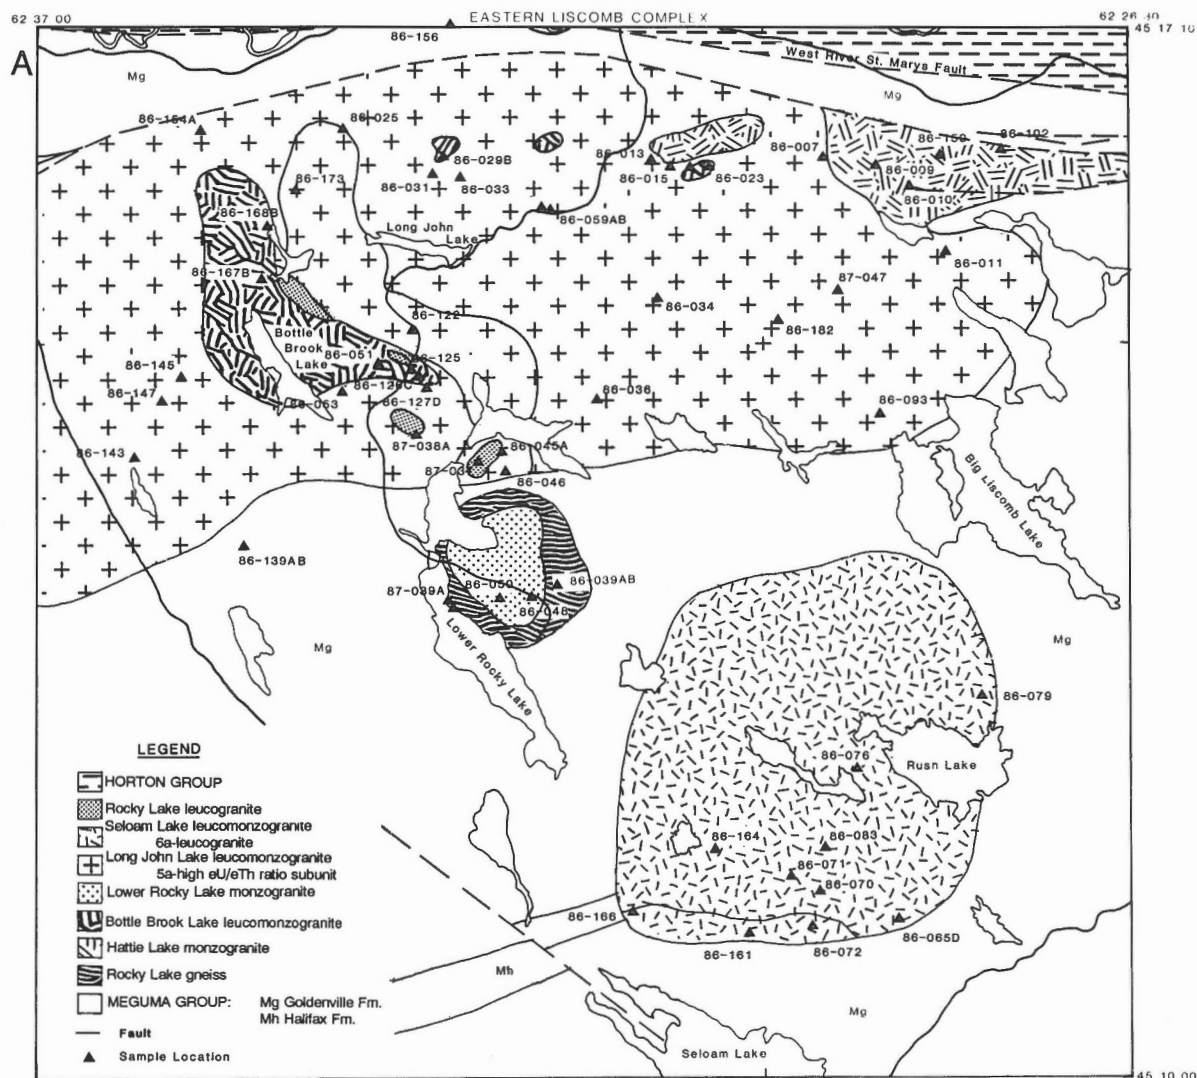 EASTERN LISCOMB COMPLEX
62 37 00
62 26 30
45 17 10
A
86-156
West River St. Marys Fault
Mg
Mg
86-154A
86-025
86-029B
86-013
86-007
86-159
86-102
86-173
86-031
86-033
86-015
86-023
86-009
86-010
86-168B
86-059AB
Long John
Lake
86-011
86-167B
87-047
86-034
86-122
86-182
Bottle
Brook
Lake
86-051
86-125
86-145
86-147
86-053
86-127D
86-036
86-093
87-038A
86-045A
86-143
86-046
Big Liscomb Lake
86-139AB
86-050
86-039AB
87-039A
86-048
Mg
Lower Rocky Lake
Mg
86-079
86-076
Rush Lake
LEGEND
HORTON GROUP
Rocky Lake leucogranite
Seloam Lake leucomonzogranite
6a-leucogranite
Long John Lake leucomonzogranite
5a-high eU/eTh ratio subunit
Lower Rocky Lake monzogranite
Bottle Brook Lake leucomonzogranite
Hattie Lake monzogranite
Rocky Lake gneiss
MEGUMA GROUP: Mg Goldenville Fm.
Mh Halifax Fm.
Fault
Sample Location
86-164
86-083
86-071
86-070
86-166
86-065D
86-161
86-072
Mh
Mg
Seloam Lake
45 10 00